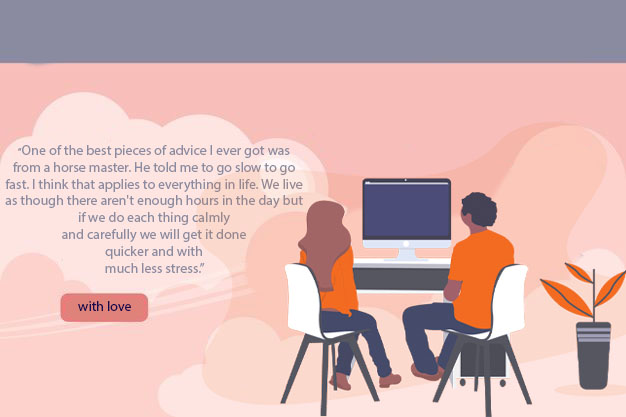 “One of the best pieces of advice I ever got was
from a horse master. He told me to go slow to go
fast. I think that applies to everything in life. We live
as though there aren't enough hours in the day but
if we do each thing calmly
and carefully we will get it done
quicker and with
much less stress.”
with love